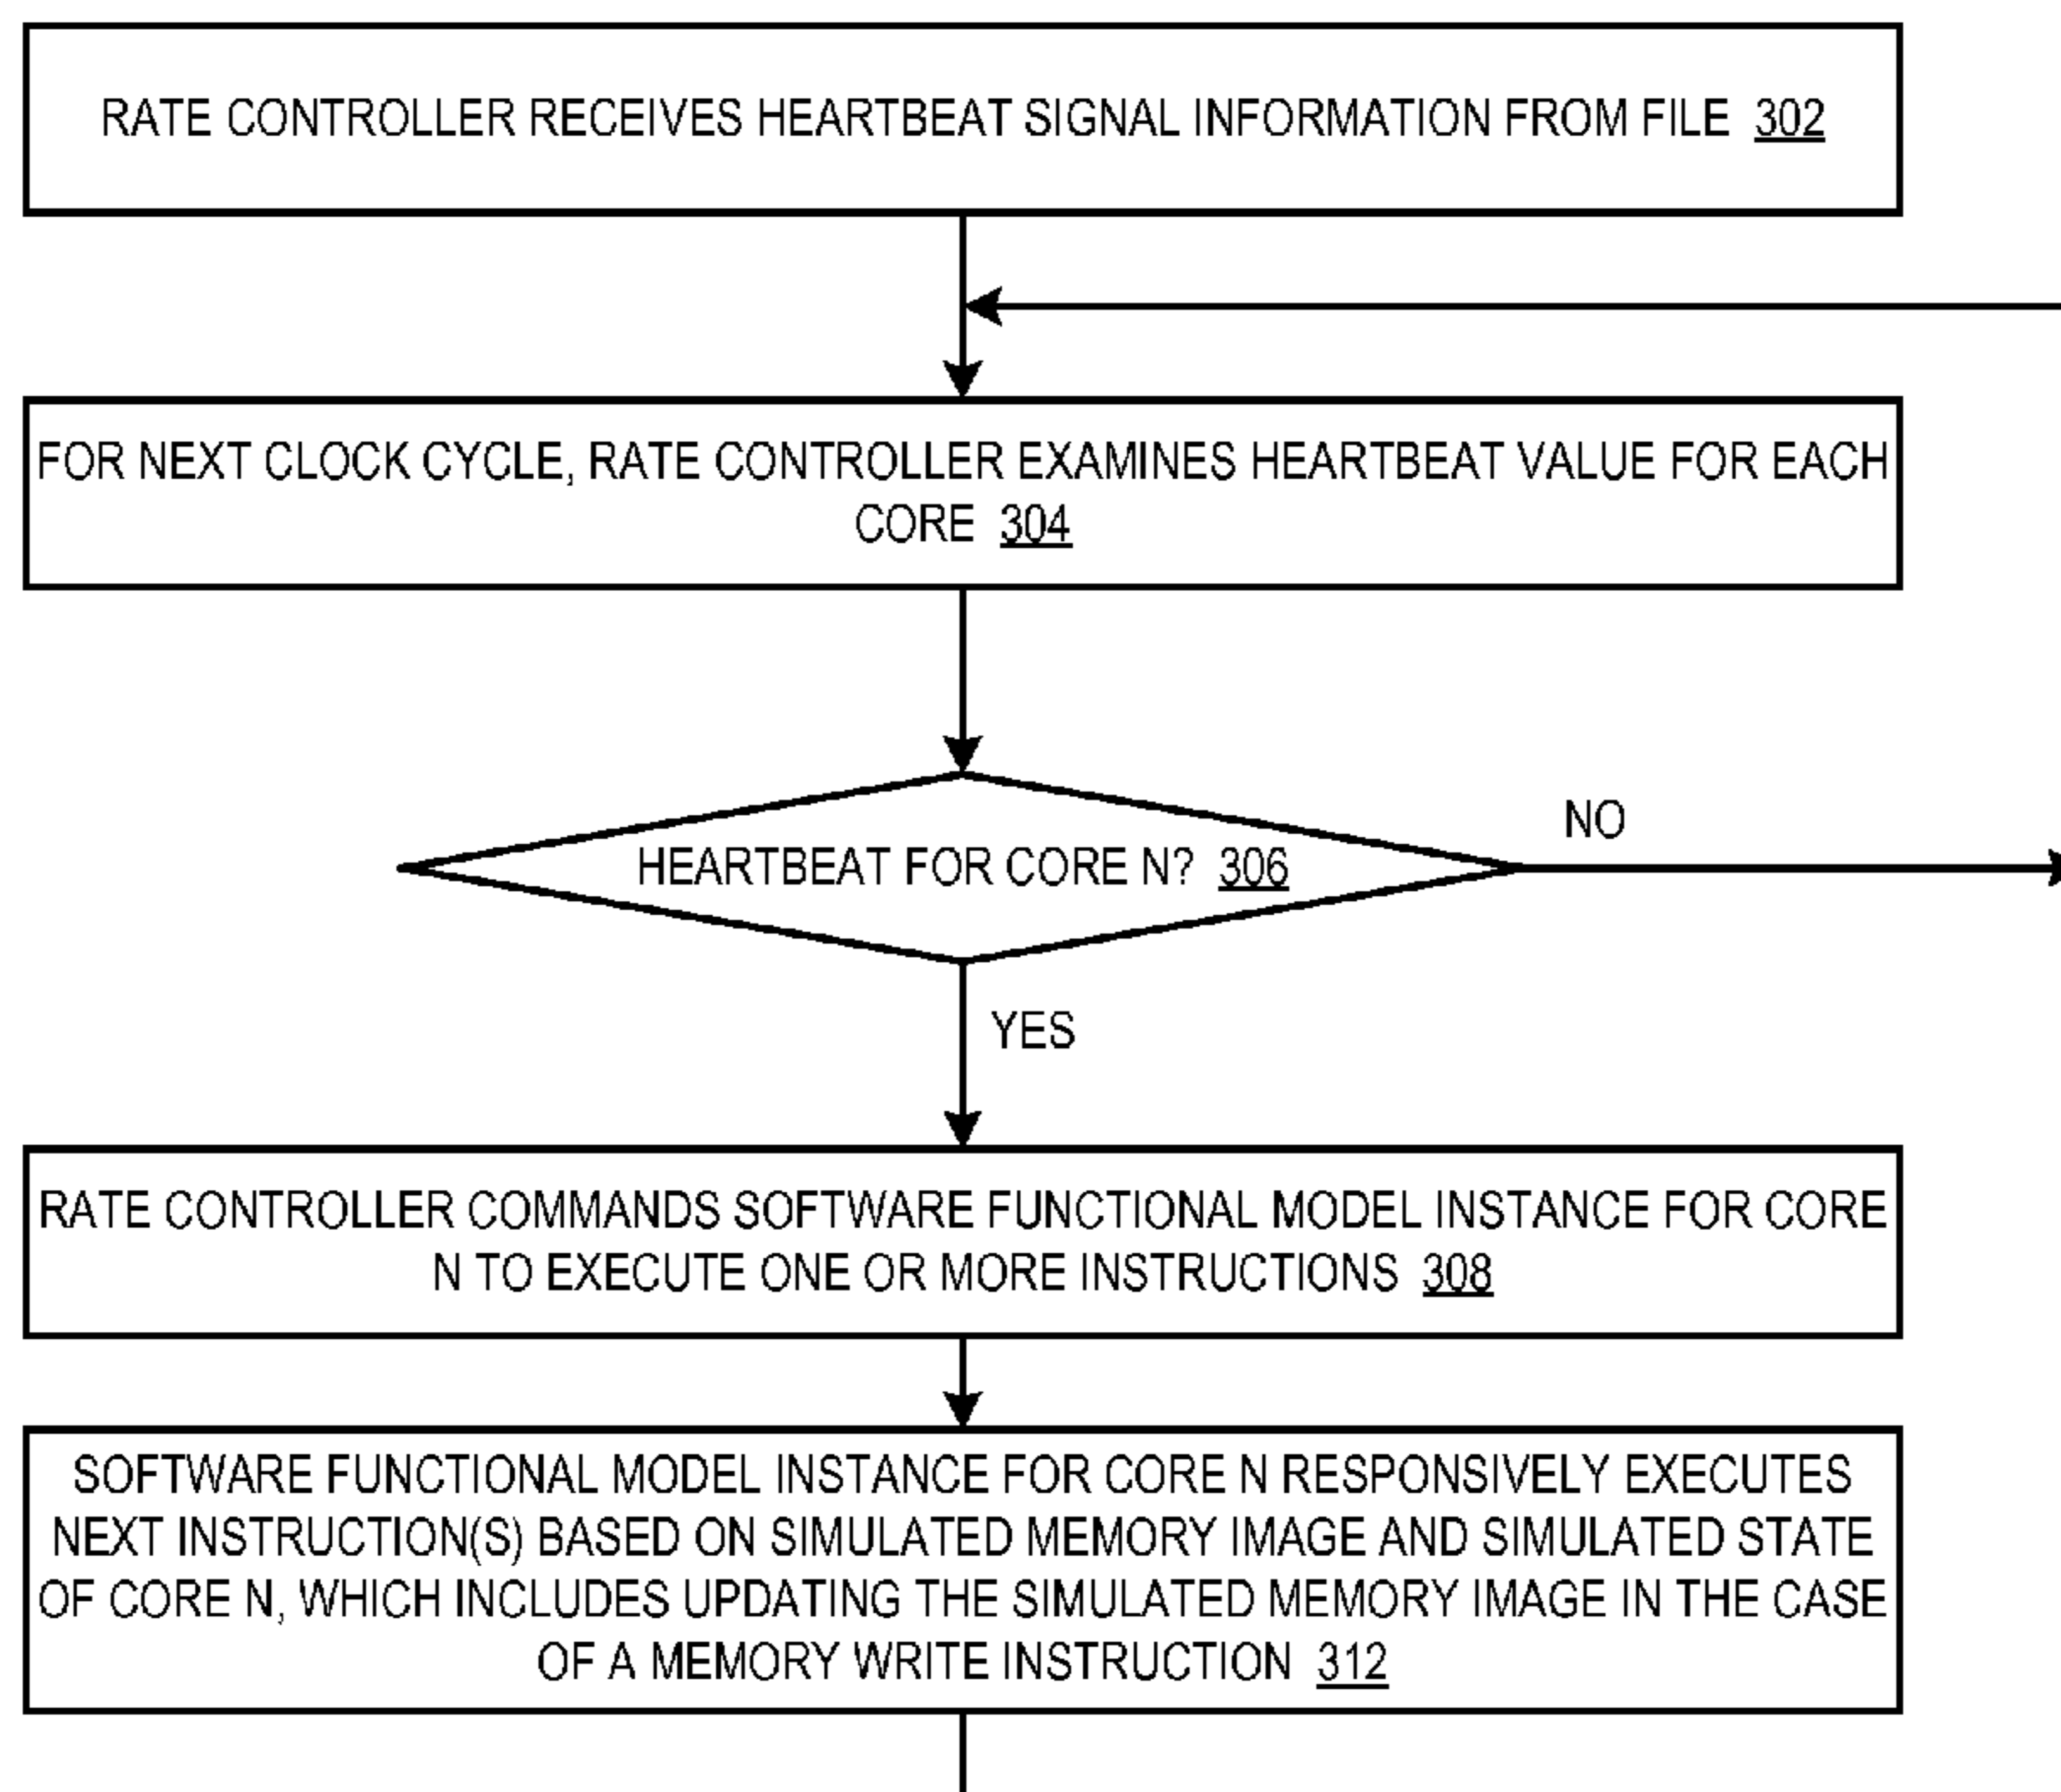 RATE CONTROLLER RECEIVES HEARTBEAT SIGNAL INFORMATION FROM FILE 302
FOR NEXT CLOCK CYCLE, RATE CONTROLLER EXAMINES HEARTBEAT VALUE FOR EACH
CORE 304
NO
HEARTBEAT FOR CORE N? 306
YES
RATE CONTROLLER COMMANDS SOFTWARE FUNCTIONAL MODEL INSTANCE FOR CORE
N TO EXECUTE ONE OR MORE INSTRUCTIONS 308
SOFTWARE FUNCTIONAL MODEL INSTANCE FOR CORE N RESPONSIVELY EXECUTES
NEXT INSTRUCTION(S) BASED ON SIMULATED MEMORY IMAGE AND SIMULATED STATE
OF CORE N, WHICH INCLUDES UPDATING THE SIMULATED MEMORY IMAGE IN THE CASE
OF A MEMORY WRITE INSTRUCTION 312